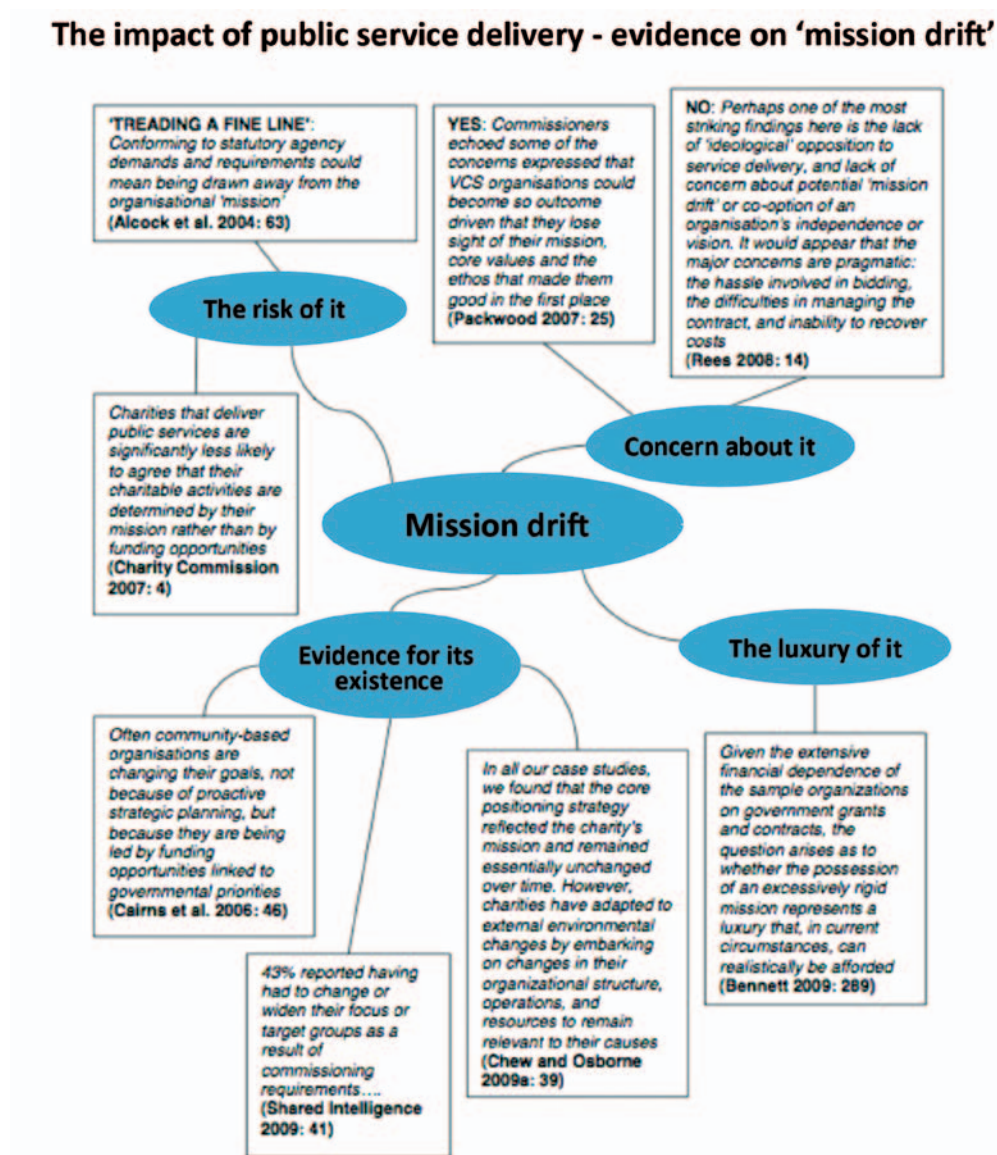 The impact of public service delivery - evidence on ‘mission drift’
'TREADING A FINE LINE':
Conforming to statutory agency
demands and requirements could
mean being drawn away from the
organisational 'mission'
(Alcock et al. 2004: 63)
YES: Commissioners
echoed some of the
concerns expressed that
VCS organisations could
become so outcome
driven that they lose
sight of their mission,
core values and the
ethos that made them
good in the first place
(Packwood 2007: 25)
NO: Perhaps one of the most
striking findings here is the lack
of 'ideological' opposition to
service delivery, and lack of
concern about potential 'mission
drift' or co-option of an
organisation's independence or
vision. It would appear that the
major concerns are pragmatic:
the hassle involved in bidding,
the difficulties in managing the
contract, and inability to recover
costs
(Rees 2008: 14)
The risk of it
Charities that deliver
public services are
significantly less likely
to agree that their
charitable activities are
determined by their
mission rather than by
funding opportunities
(Charity Commission
2007: 4)
Concern about it
Mission drift
Evidence for its
existence
The luxury of it
Often community-based
organisations are
changing their goals, not
because of proactive
strategic planning, but
because they are being
led by funding
opportunities linked to
governmental priorities
(Cairns et al. 2006: 46)
43% reported having
had to change or
widen their focus or
target groups as a
result of
commissioning
requirements....
(Shared Intelligence
2009: 41)
In all our case studies,
we found that the core
positioning strategy
reflected the charity's
mission and remained
essentially unchanged
over time. However,
charities have adapted to
external environmental
changes by embarking
on changes in their
organizational structure,
operations, and
resources to remain
relevant to their causes
(Chew and Osborne
2009a: 39)
Given the extensive
financial dependence of
the sample organizations
on government grants
and contracts, the
question arises as to
whether the possession
of an excessively rigid
mission represents a
luxury that, in current
circumstances, can
realistically be afforded
(Bennett 2009: 289)